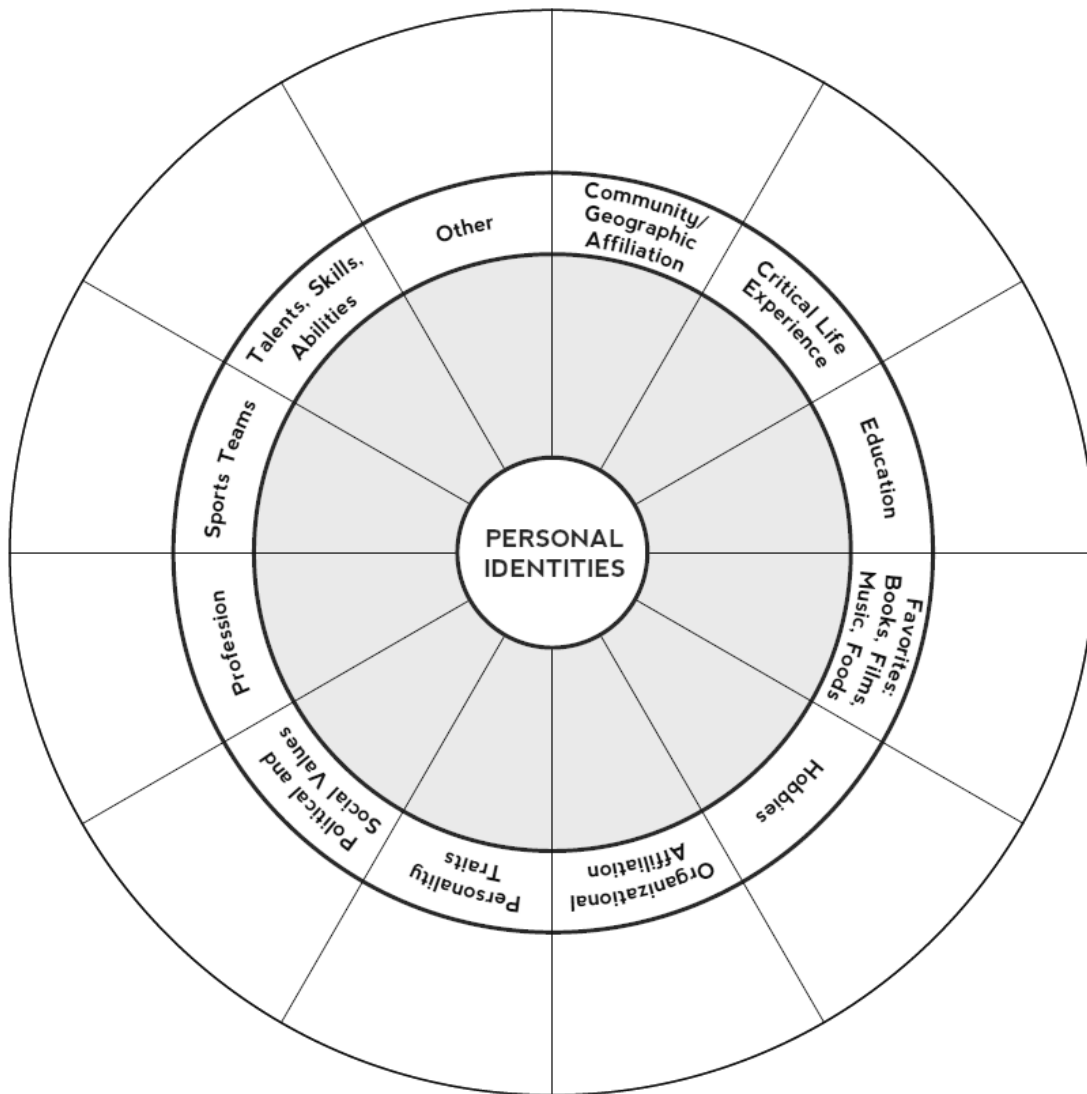 PERSONAL
IDENTITIES
Community/
Geographic
Affiliation
Critical Life
Experience
Education
Favorites:
Books, Films,
Music, Foods
Hobbies
Organizational
Affiliation
Personality
Traits
Political and
Social Values
Profession
Sports Teams
Talents, Skills,
Abilities
Other